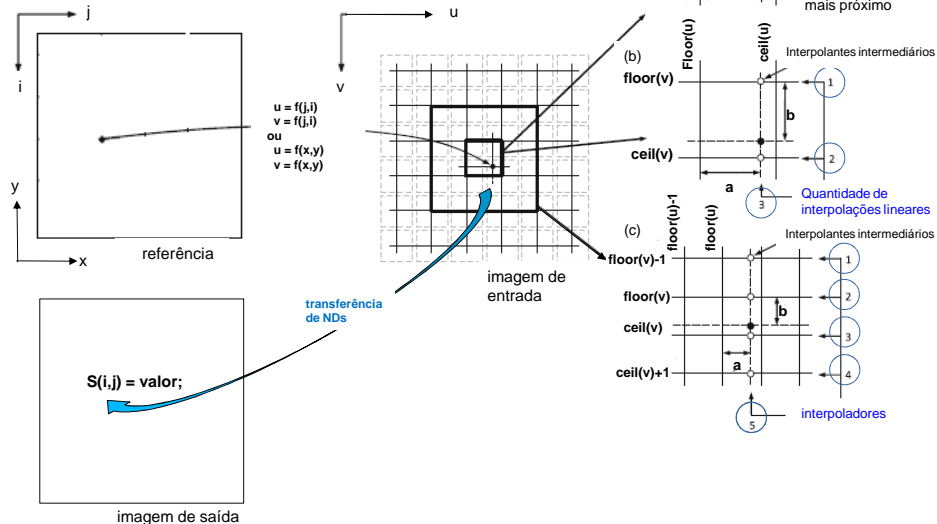 j
i
y
x
referência
u = f(j,i)
v = f(j,i)
ou
u = f(x,y)
v = f(x,y)
u
v
imagem de
entrada
transferência
de NDs
S(i,j) = valor;
imagem de saída
mais próximo
(b)
Floor(u)
ceil(u)
Interpolantes intermediários
floor(v)
ceil(v)
a
b
1
2
3
Quantidade de
interpolações lineares
(c)
floor(u)-1
floor(u)
Interpolantes intermediários
floor(v)-1
floor(v)
ceil(v)
ceil(v)+1
a
b
1
2
3
4
5
interpoladores